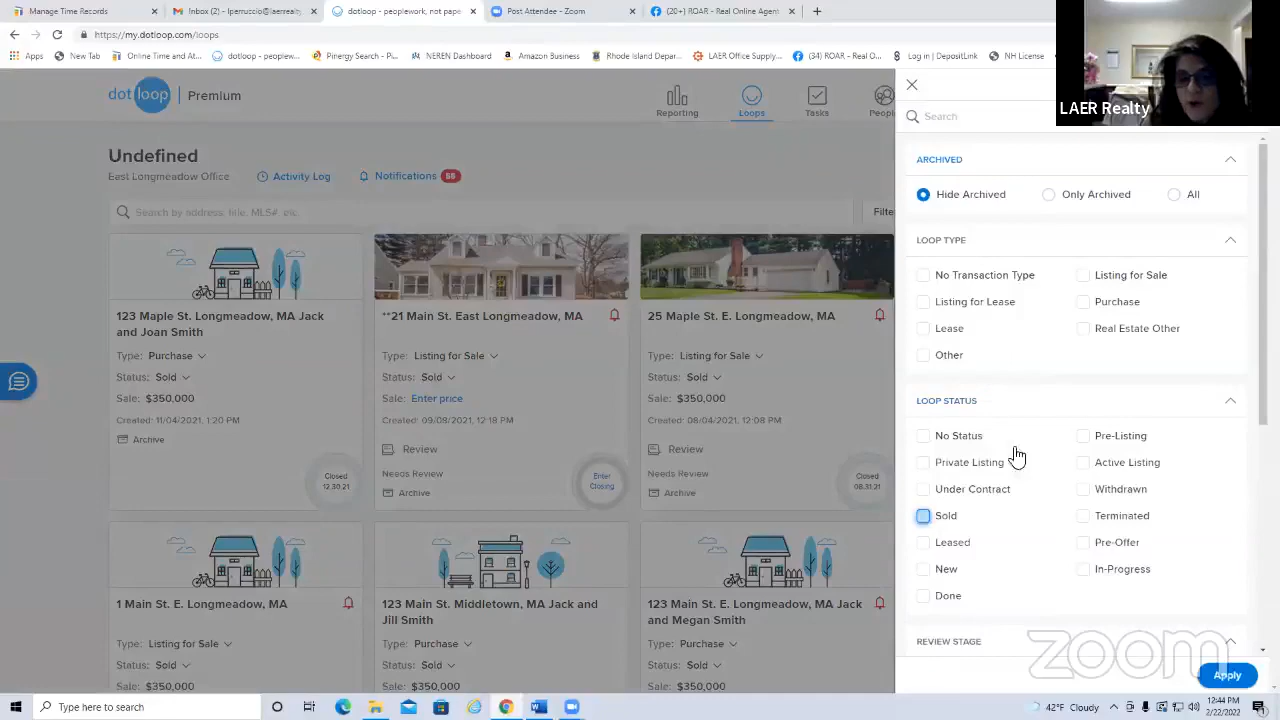 Manage Time Records
Inbox (2) - lperruccio@laerealty
dotloop - peoplework, not pape
Post Attendee - Zoom
(20+) ROAR - Real Online Agent
https://my.dotloop.com/loops
Apps
New Tab
Online Time and At...
dotloop - peoplew...
Pinergy Search - Pi...
NEREN Dashboard
Amazon Business
Rhode Island Depar...
LAER Office Supply...
(34) ROAR - Real O...
Log in | DepositLink
NH License
LAER Realty
dotloop | Premium
Reporting
Loops
Tasks
Undefined
East Longmeadow Office
Activity Log
Notifications 55
Search by address, title, MLS#, etc.
123 Maple St. Longmeadow, MA Jack
and Joan Smith
Type: Purchase
Status: Sold
Sale: $350,000
Created: 11/04/2021, 1:20 PM
Archive
Closed
12.30.21
**21 Main St. East Longmeadow, MA
Type: Listing for Sale
Status: Sold
Sale: Enter price
Created: 09/08/2021, 12:18 PM
Review
Needs Review
Archive
Enter
Closing
25 Maple St. E. Longmeadow, MA
Type: Listing for Sale
Status: Sold
Sale: $350,000
Created: 09/08/2021, 12:08 PM
Review
Needs Review
Archive
Closed
08.31.21
1 Main St. E. Longmeadow, MA
Type: Listing for Sale
Status: Sold
Sale: $350,000
123 Main St. Middletown, MA Jack and
Jill Smith
Type: Purchase
Status: Sold
Sale: $350,000
123 Main St. E. Longmeadow, MA Jack
and Megan Smith
Type: Purchase
Status: Sold
Sale: $350,000
Search
ARCHIVED
Hide Archived
Only Archived
All
LOOP TYPE
No Transaction Type
Listing for Sale
Listing for Lease
Purchase
Lease
Real Estate Other
Other
LOOP STATUS
No Status
Pre-Listing
Private Listing
Active Listing
Under Contract
Withdrawn
Sold
Terminated
Leased
Pre-Offer
New
In-Progress
Done
REVIEW STAGE
zoom
Apply
Type here to search
42°F Cloudy
12:44 PM
2/22/2022